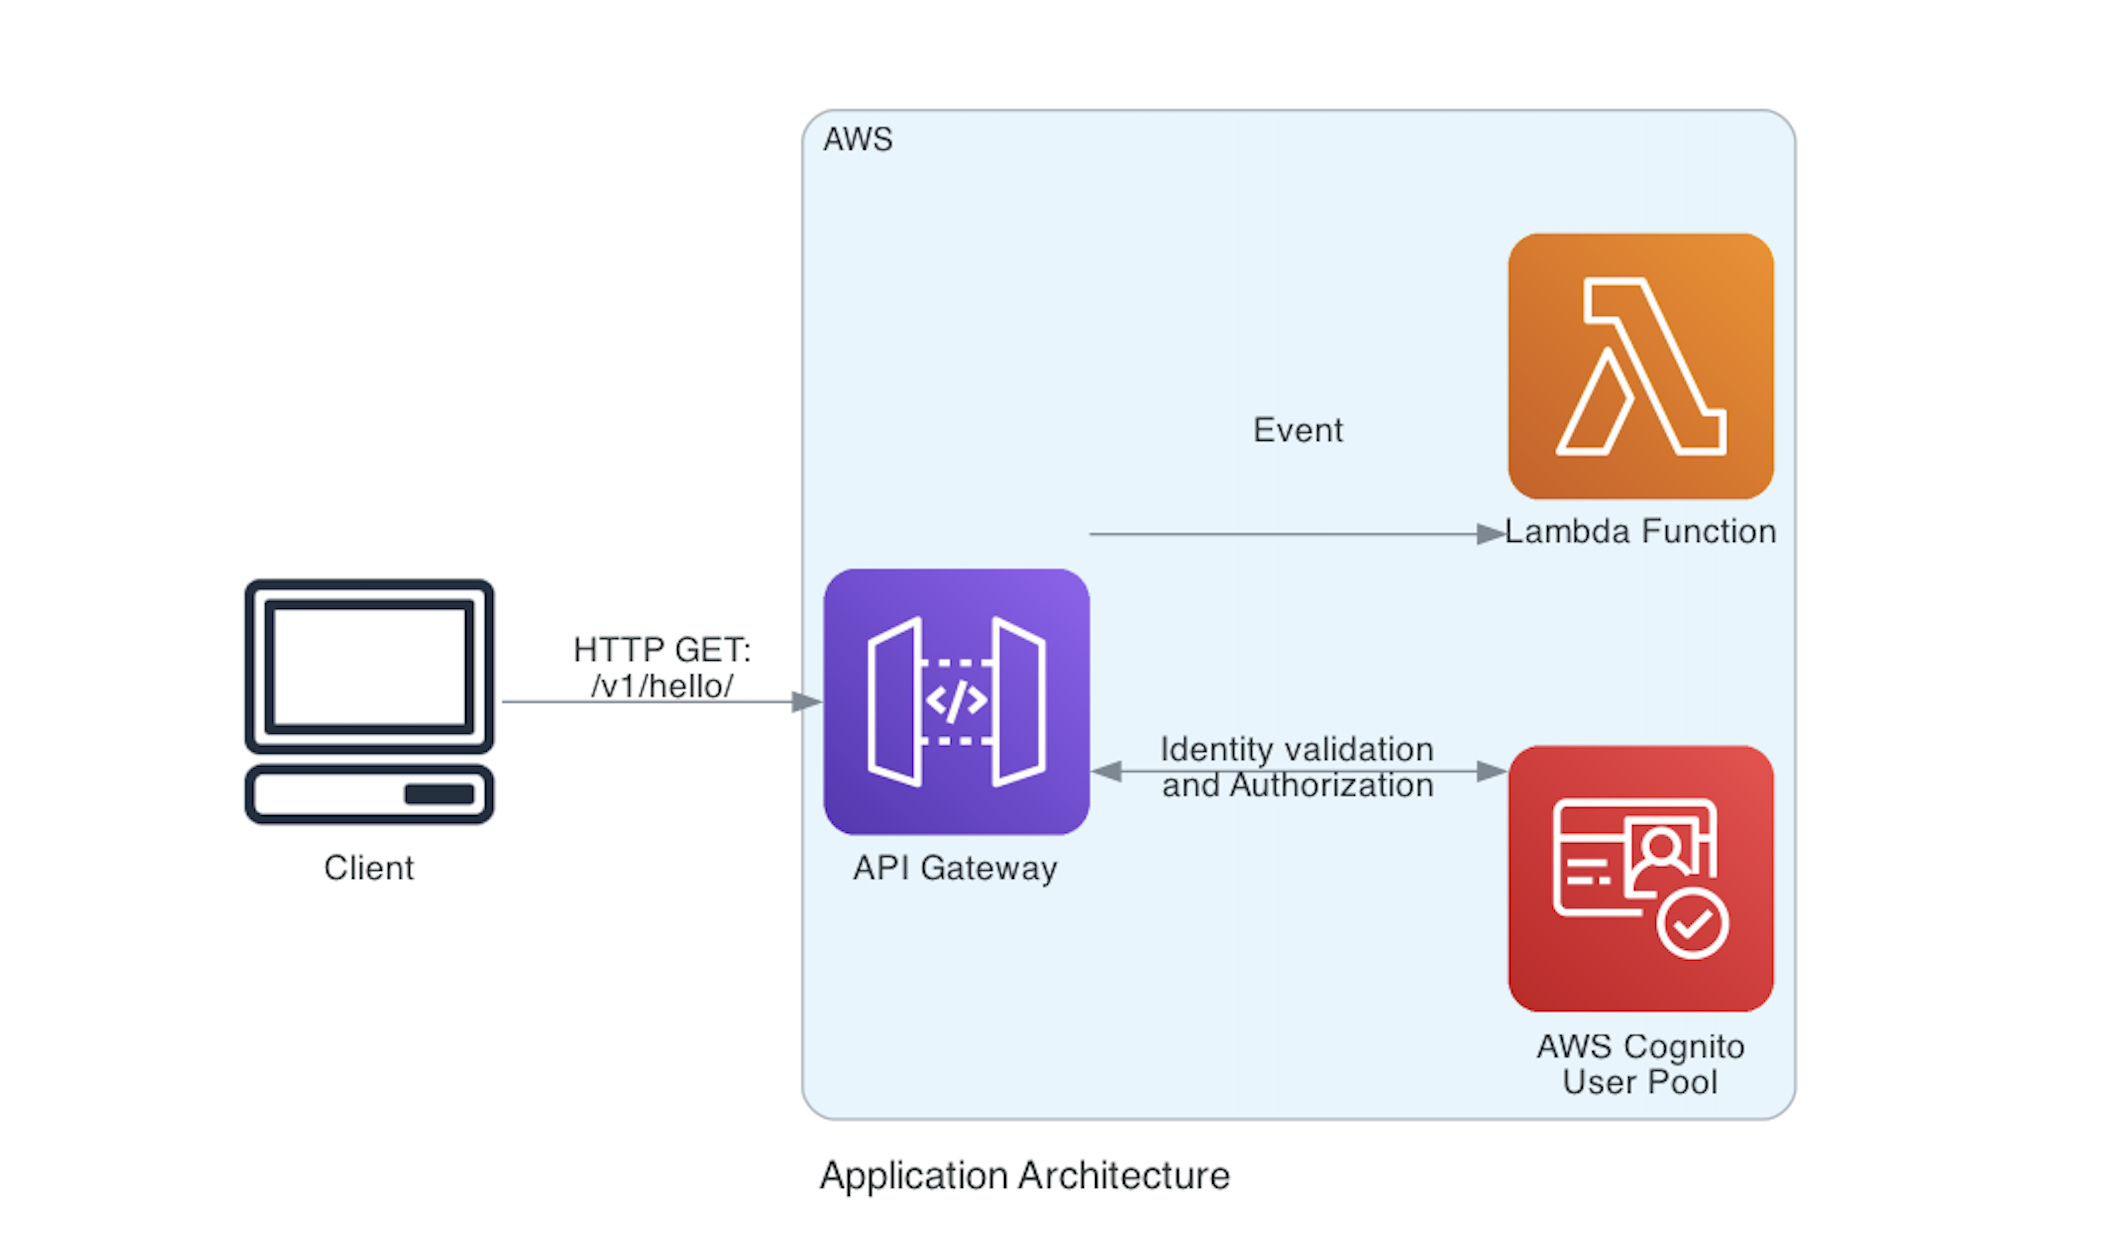 AWS
Event
Lambda Function
HTTP GET:
/v1/hello/
</>
Identity validation
and Authorization
Client
API Gateway
AWS Cognito
User Pool
Application Architecture